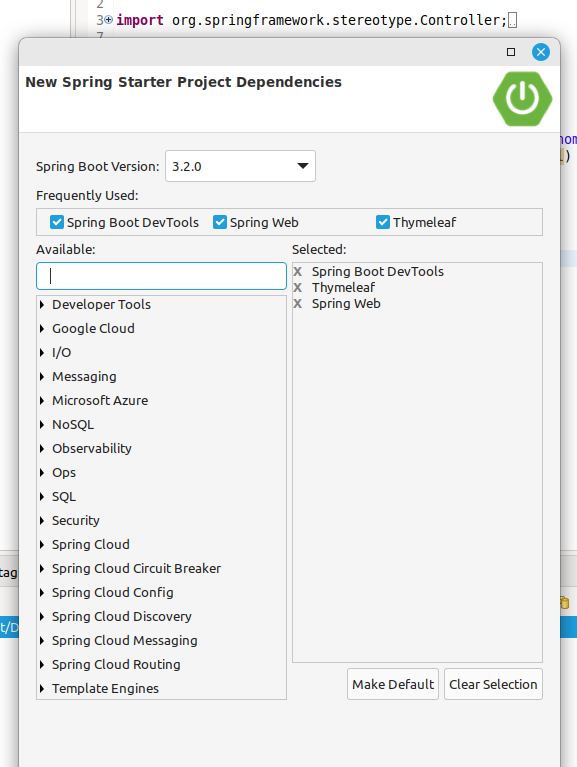 2
3 import org.springframework.stereotype.Controller;
7
New Spring Starter Project Dependencies
nom
)
Spring Boot Version: 3.2.0
Frequently Used:
Spring Boot DevTools Spring Web Thymeleaf
Available: Selected:
X Spring Boot DevTools
X Thymeleaf
X Spring Web
Developer Tools
Google Cloud
I/O
Messaging
Microsoft Azure
NoSQL
Observability
Ops
SQL
Security
Spring Cloud
Spring Cloud Circuit Breaker
Spring Cloud Config
Spring Cloud Discovery
Spring Cloud Messaging
Spring Cloud Routing
Template Engines
tag
t/D
Make Default Clear Selection